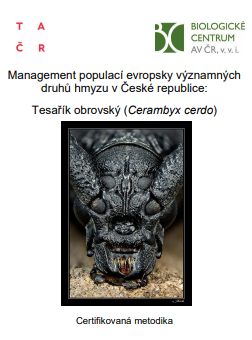 T A
Č R
BIOLOGICKÉ
CENTRUM
AV ČR, v. v. i.
Management populací evropsky významných
druhů hmyzu v České republice:
Tesařík obrovský (Cerambyx cerdo)
Certifikovaná metodika